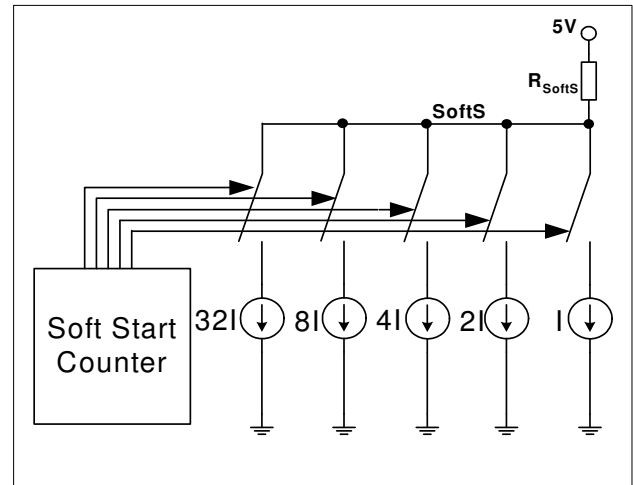 5V
R_SoftS
SoftS
Soft Start
Counter
32I
8I
4I
2I
I